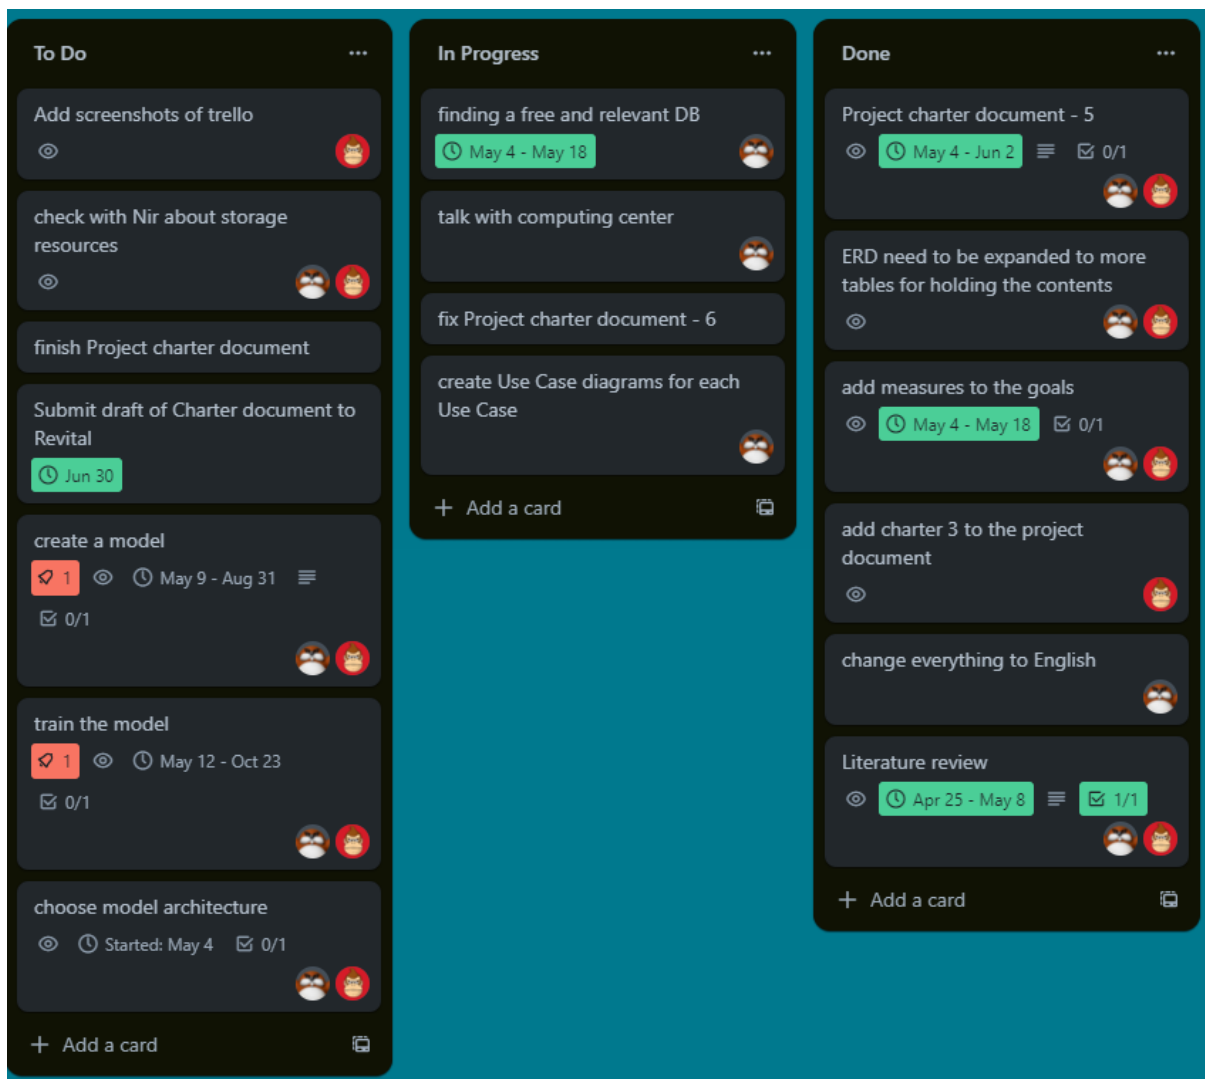 To Do
Add screenshots of trello
check with Nir about storage
resources
finish Project charter document
Submit draft of Charter document to
Revital
Jun 30
create a model
1
May 9 - Aug 31
0/1
train the model
1
May 12 - Oct 23
0/1
choose model architecture
Started: May 4
0/1
+ Add a card
In Progress
finding a free and relevant DB
May 4 - May 18
talk with computing center
fix Project charter document - 6
create Use Case diagrams for each
Use Case
+ Add a card
Done
Project charter document - 5
May 4 - Jun 2
0/1
ERD need to be expanded to more
tables for holding the contents
add measures to the goals
May 4 - May 18
0/1
add charter 3 to the project
document
change everything to English
Literature review
Apr 25 - May 8
1/1
+ Add a card